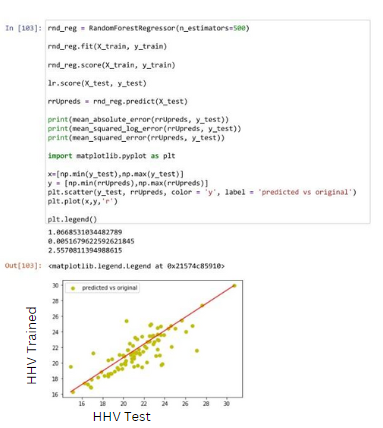 In [103]: rnd_reg = RandomForestRegressor(n_estimators=500)
rnd_reg.fit(X_train, y_train)
rnd_reg.score(X_train, y_train)
lr.score(X_test, y_test)
rrUpreds = rnd_reg.predict(X_test)
print(mean_absolute_error(rrUpreds, y_test))
print(mean_squared_log_error(rrUpreds, y_test))
print(mean_squared_error(rrUpreds, y_test))
import matplotlib.pyplot as plt
x=[np.min(y_test),np.max(y_test)]
y = [np.min(rrUpreds),np.max(rrUpreds)]
plt.scatter(y_test, rrUpreds, color = 'y', label = 'predicted vs original')
plt.plot(x,y,'r')
plt.legend()
1.0668531034482789
0.0051679622592621845
2.5570811394988615
Out[103]: <matplotlib.legend.Legend at 0x21574c85910>
predicted vs original
30
28
26
24
22
20
18
16
HHV Trained
16 18 20 22 24 26 28 30
HHV Test